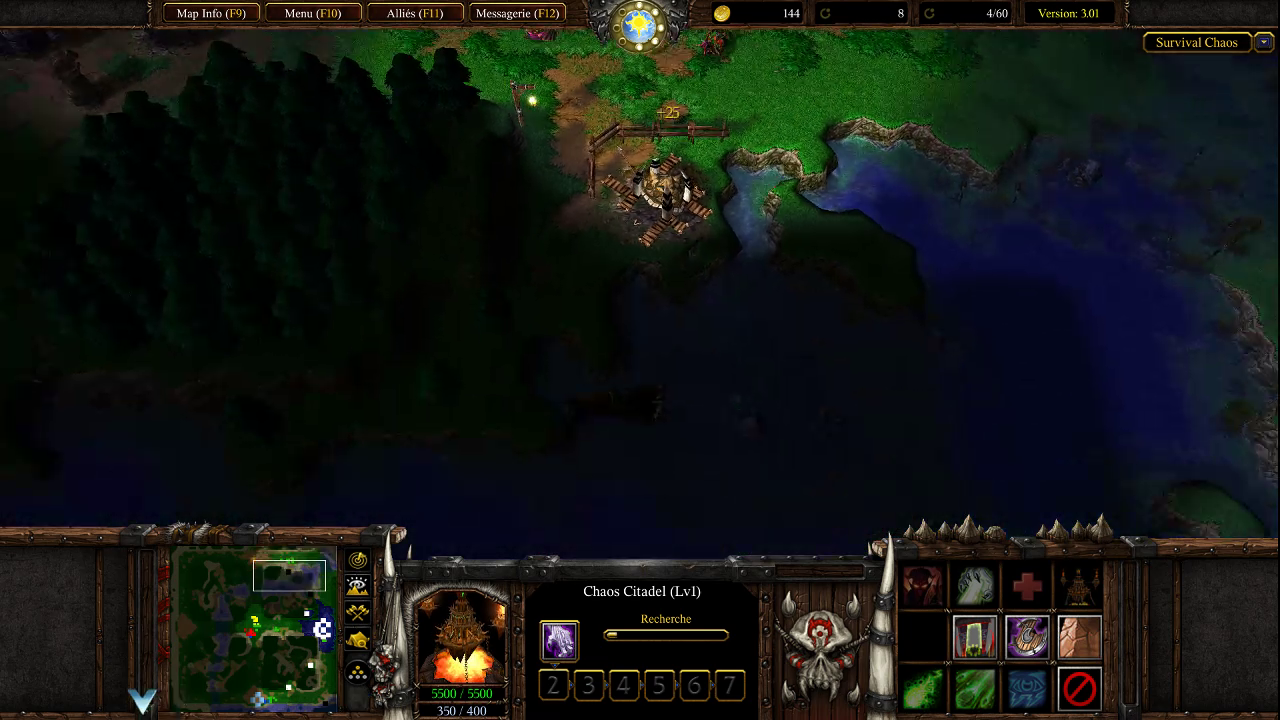 Map Info (F9)
Menu (F10)
Alliés (F11)
Messagerie (F12)
144
8
4/60
Version: 3.01
Survival Chaos
+25
Chaos Citadel (Lv1)
Recherche
2 3 4 5 6 7
5500 / 5500
350 / 400